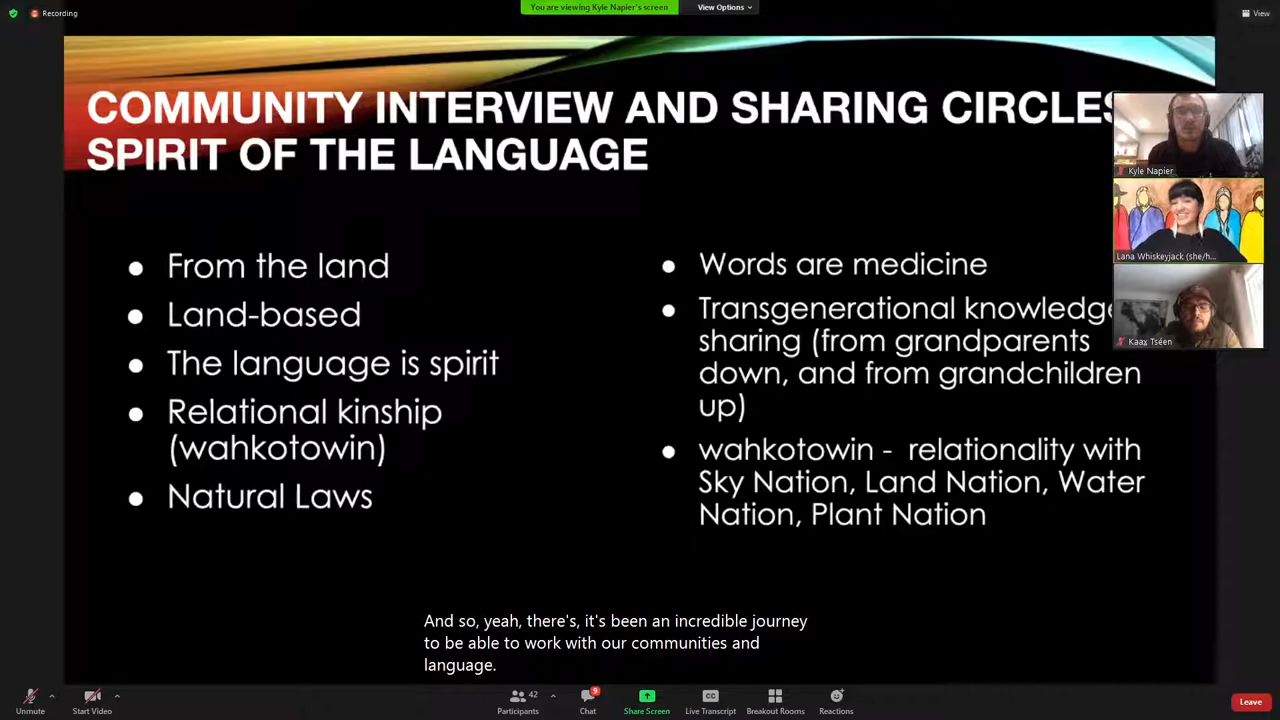 Recording
You are viewing Kyle Napier's screen
View Options
View
COMMUNITY INTERVIEW AND SHARING CIRCLES
SPIRIT OF THE LANGUAGE
From the land
Land-based
The language is spirit
Relational kinship
(wahkotowin)
Natural Laws
Words are medicine
Transgenerational knowledge
sharing (from grandparents
down, and from grandchildren
up)
wahkotowin - relationality with
Sky Nation, Land Nation, Water
Nation, Plant Nation
Kyle Napier
Lana Whiskeyjack (she/h...
Kaax Tséen
And so, yeah, there's, it's been an incredible journey
to be able to work with our communities and
language.
Unmute
Start Video
42
Participants
9
Chat
Share Screen
Live Transcript
Breakout Rooms
Reactions
Leave